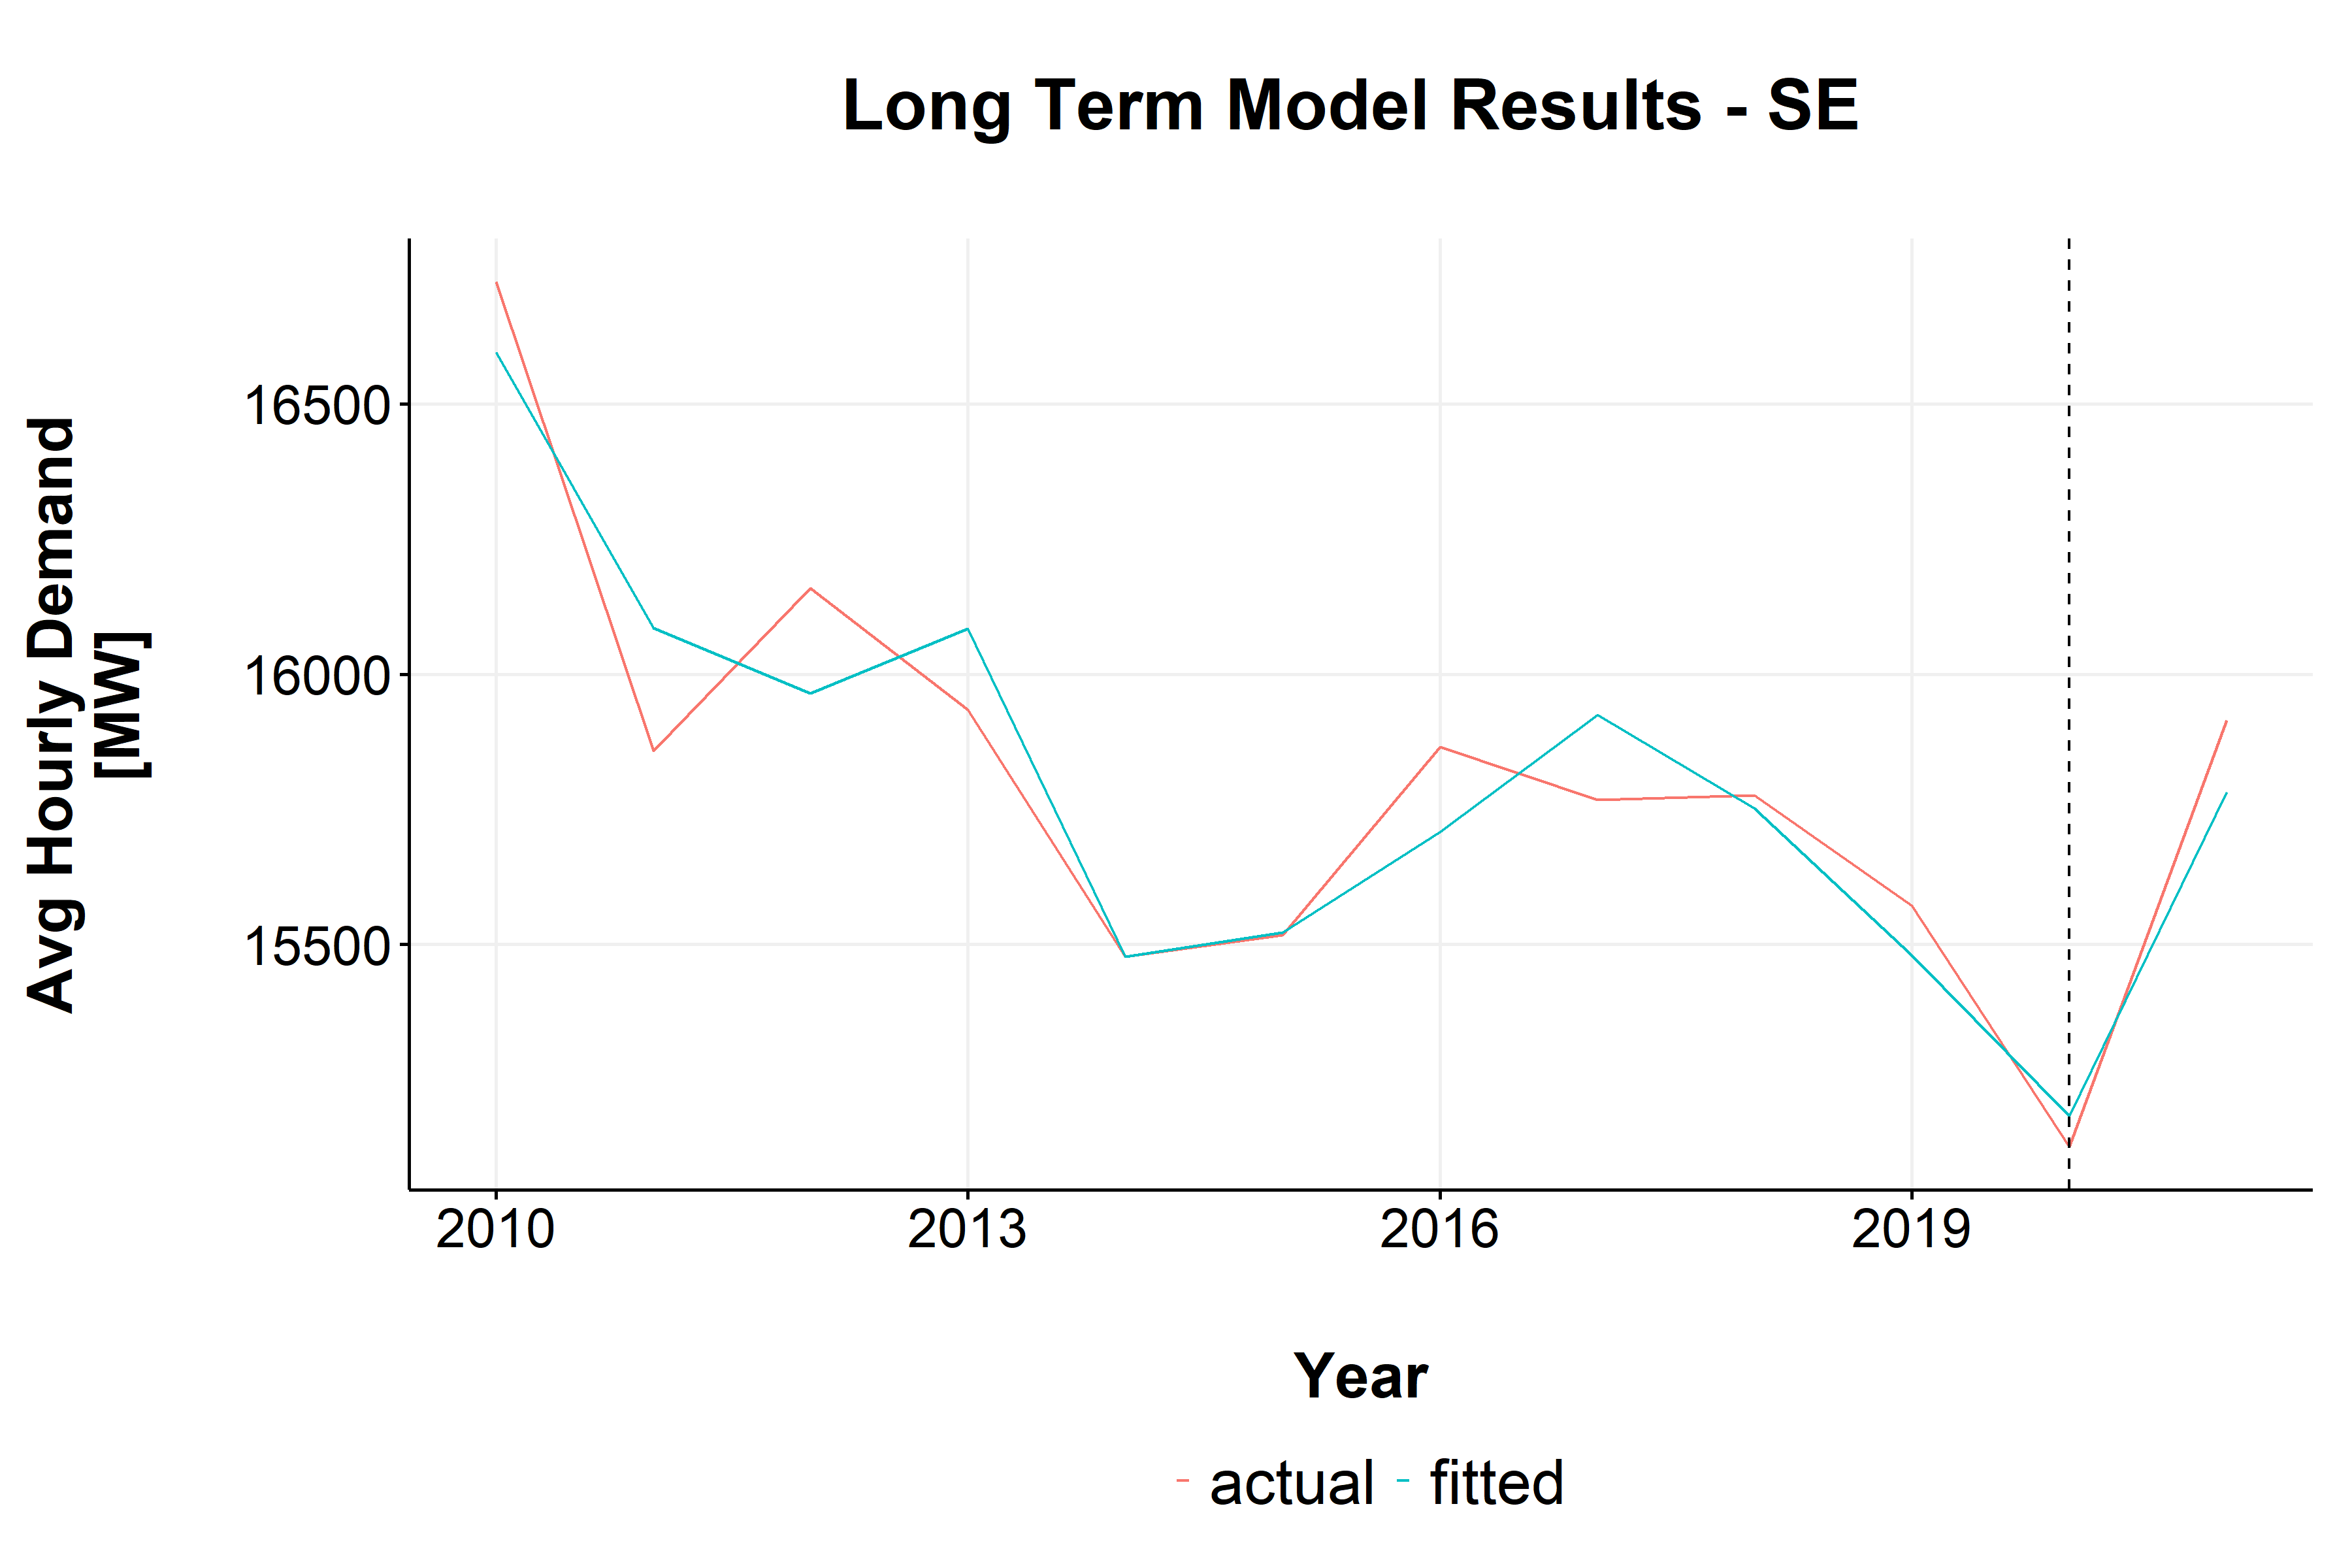 Long Term Model Results - SE
Avg Hourly Demand
[MW]
16500
16000
15500
2010
2013
2016
2019
Year
actual
fitted